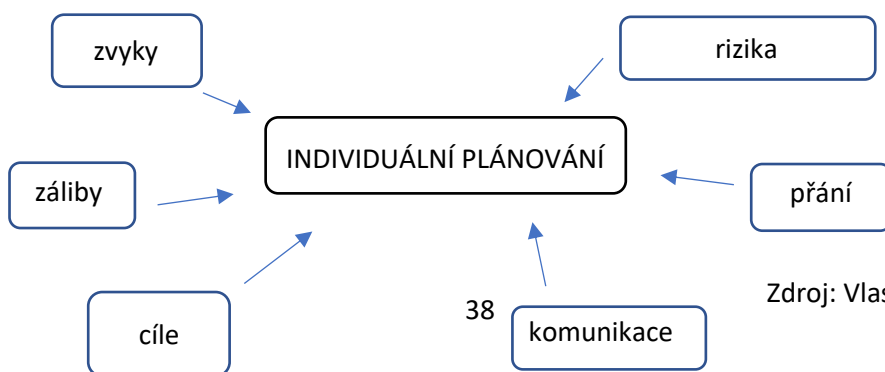 zvyky
rizika
INDIVIDUÁLNÍ PLÁNOVÁNÍ
záliby
přání
Zdroj: Vlas
38
cíle
komunikace